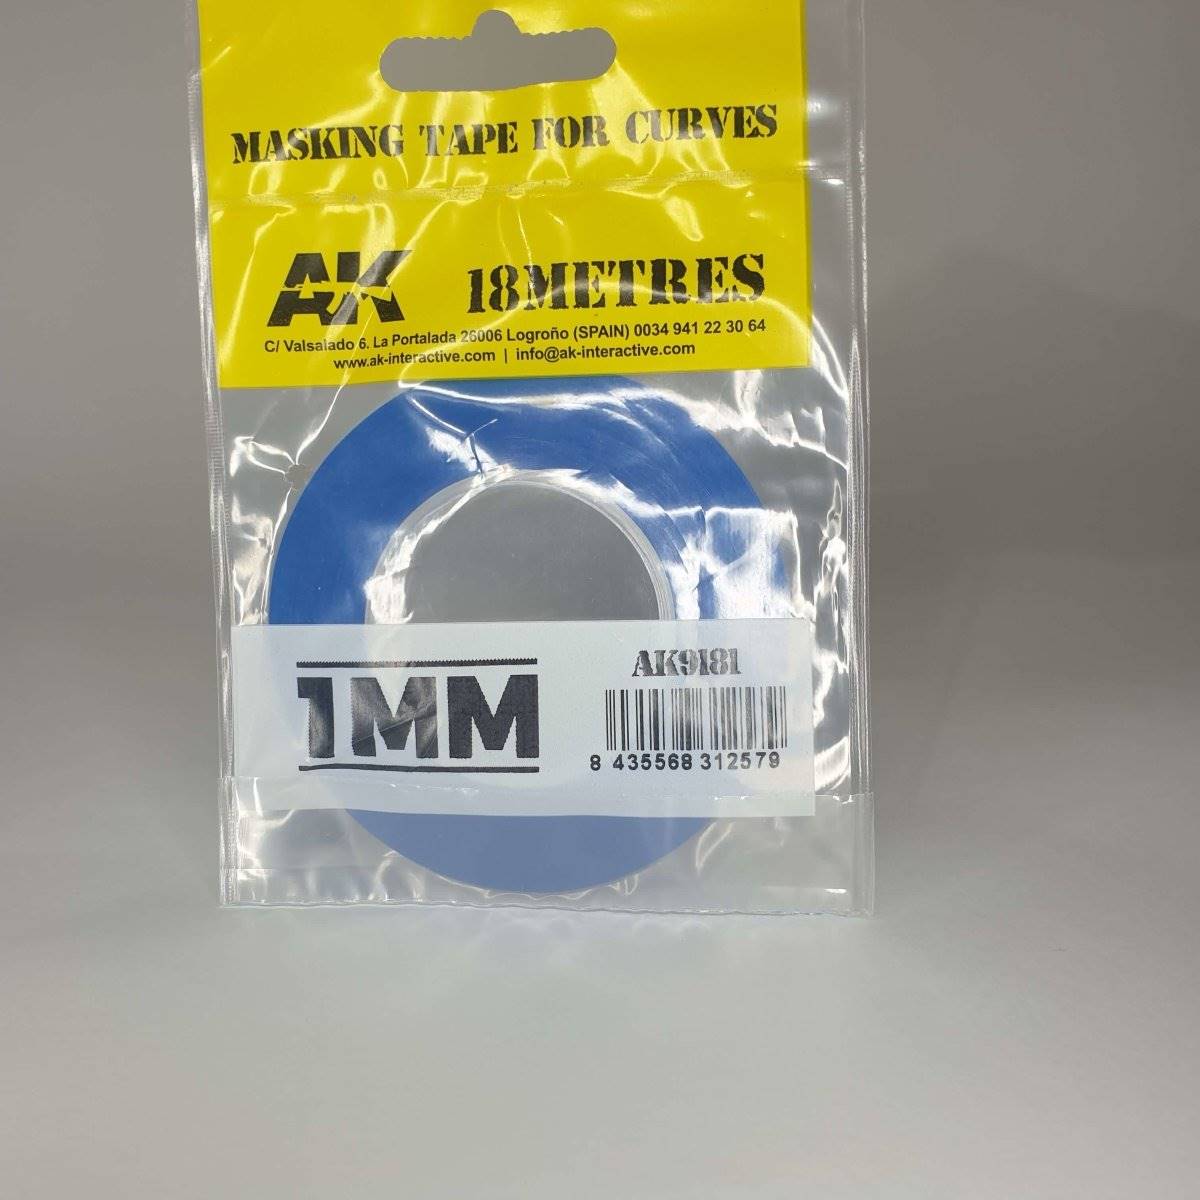 MASKING TAPE FOR CURVES
AK 18METRES
C/ Valsalado 6. La Portalada 26006 Logroño (SPAIN) 0034 941 22 30 64
www.ak-interactive.com | info@ak-interactive.com
1MM
AK9181
8 435568 312579